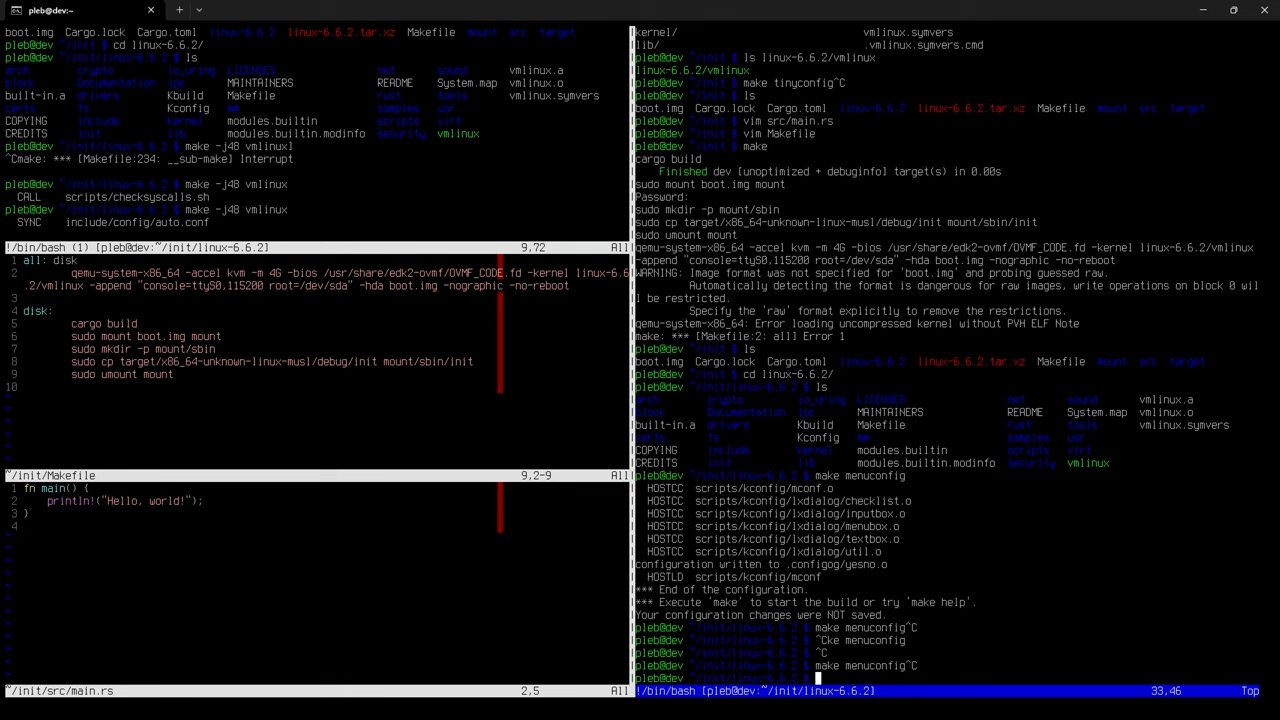 pleb@dev:~
boot.img  Cargo.lock  Cargo.toml  linux-6.6.2  linux-6.6.2.tar.xz  Makefile  mount  src  target
pleb@dev ~/init $ cd linux-6.6.2/
pleb@dev ~/init/linux-6.6.2 $ ls
arch crypto io_uring LICENSES net sound vmlinux.a
block Documentation ipc MAINTAINERS README System.map vmlinux.o
built-in.a drivers Kbuild Makefile rust tools vmlinux.symvers
certs fs Kconfig mm samples usr
COPYING include kernel modules.builtin scripts virt
CREDITS init lib modules.builtin.modinfo security vmlinux
pleb@dev ~/init/linux-6.6.2 $ make -j48 vmlinux]
^Cmake: *** [Makefile:234: __sub-make] Interrupt
pleb@dev ~/init/linux-6.6.2 $ make -j48 vmlinux
CALL scripts/checksyscalls.sh
pleb@dev ~/init/linux-6.6.2 $ make -j48 vmlinux
SYNC include/config/auto.conf
!/bin/bash (1) [pleb@dev:~/init/linux-6.6.2] 9,72 All
1 all: disk
2 qemu-system-x86_64 -accel kvm -m 4G -bios /usr/share/edk2-ovmf/OVMF_CODE.fd -kernel linux-6.6
.2/vmlinux -append "console=ttyS0,115200 root=/dev/sda" -hda boot.img -nographic -no-reboot
3
4 disk:
5 cargo build
6 sudo mount boot.img mount
7 sudo mkdir -p mount/sbin
8 sudo cp target/x86_64-unknown-linux-musl/debug/init mount/sbin/init
9 sudo umount mount
10
~
~
~
~
~
~
~/init/Makefile 9,2-9 All
1 fn main() {
2 println!("Hello, world!");
3 }
4
~
~
~
~
~
~
~
~
~
~
~
~
~/init/src/main.rs 2,5 All
kernel/ vmlinux.symvers
lib/ .vmlinux.symvers.cmd
pleb@dev ~/init $ ls linux-6.6.2/vmlinux
linux-6.6.2/vmlinux
pleb@dev ~/init $ make tinyconfig^C
pleb@dev ~/init $ ls
boot.img  Cargo.lock  Cargo.toml  linux-6.6.2  linux-6.6.2.tar.xz  Makefile  mount  src  target
pleb@dev ~/init $ vim src/main.rs
pleb@dev ~/init $ vim Makefile
pleb@dev ~/init $ make
cargo build
Finished dev [unoptimized + debuginfo] target(s) in 0.00s
sudo mount boot.img mount
Password:
sudo mkdir -p mount/sbin
sudo cp target/x86_64-unknown-linux-musl/debug/init mount/sbin/init
sudo umount mount
qemu-system-x86_64 -accel kvm -m 4G -bios /usr/share/edk2-ovmf/OVMF_CODE.fd -kernel linux-6.6.2/vmlinux
-append "console=ttyS0,115200 root=/dev/sda" -hda boot.img -nographic -no-reboot
WARNING: Image format was not specified for 'boot.img' and probing guessed raw.
Automatically detecting the format is dangerous for raw images, write operations on block 0 wil
l be restricted.
Specify the 'raw' format explicitly to remove the restrictions.
qemu-system-x86_64: Error loading uncompressed kernel without PVH ELF Note
make: *** [Makefile:2: all] Error 1
pleb@dev ~/init $ ls
boot.img  Cargo.lock  Cargo.toml  linux-6.6.2  linux-6.6.2.tar.xz  Makefile  mount  src  target
pleb@dev ~/init $ cd linux-6.6.2/
pleb@dev ~/init/linux-6.6.2 $ ls
arch crypto io_uring LICENSES net sound vmlinux.a
block Documentation ipc MAINTAINERS README System.map vmlinux.o
built-in.a drivers Kbuild Makefile rust tools vmlinux.symvers
certs fs Kconfig mm samples usr
COPYING include kernel modules.builtin scripts virt
CREDITS init lib modules.builtin.modinfo security vmlinux
pleb@dev ~/init/linux-6.6.2 $ make menuconfig
HOSTCC scripts/kconfig/mconf.o
HOSTCC scripts/kconfig/lxdialog/checklist.o
HOSTCC scripts/kconfig/lxdialog/inputbox.o
HOSTCC scripts/kconfig/lxdialog/menubox.o
HOSTCC scripts/kconfig/lxdialog/textbox.o
HOSTCC scripts/kconfig/lxdialog/util.o
configuration written to .configog/yesno.o
HOSTLD scripts/kconfig/mconf
*** End of the configuration.
*** Execute 'make' to start the build or try 'make help'.
Your configuration changes were NOT saved.
pleb@dev ~/init/linux-6.6.2 $ make menuconfig^C
pleb@dev ~/init/linux-6.6.2 $ ^Cke menuconfig
pleb@dev ~/init/linux-6.6.2 $ ^C
pleb@dev ~/init/linux-6.6.2 $ make menuconfig^C
pleb@dev ~/init/linux-6.6.2 $
!/bin/bash [pleb@dev:~/init/linux-6.6.2] 33,46 Top